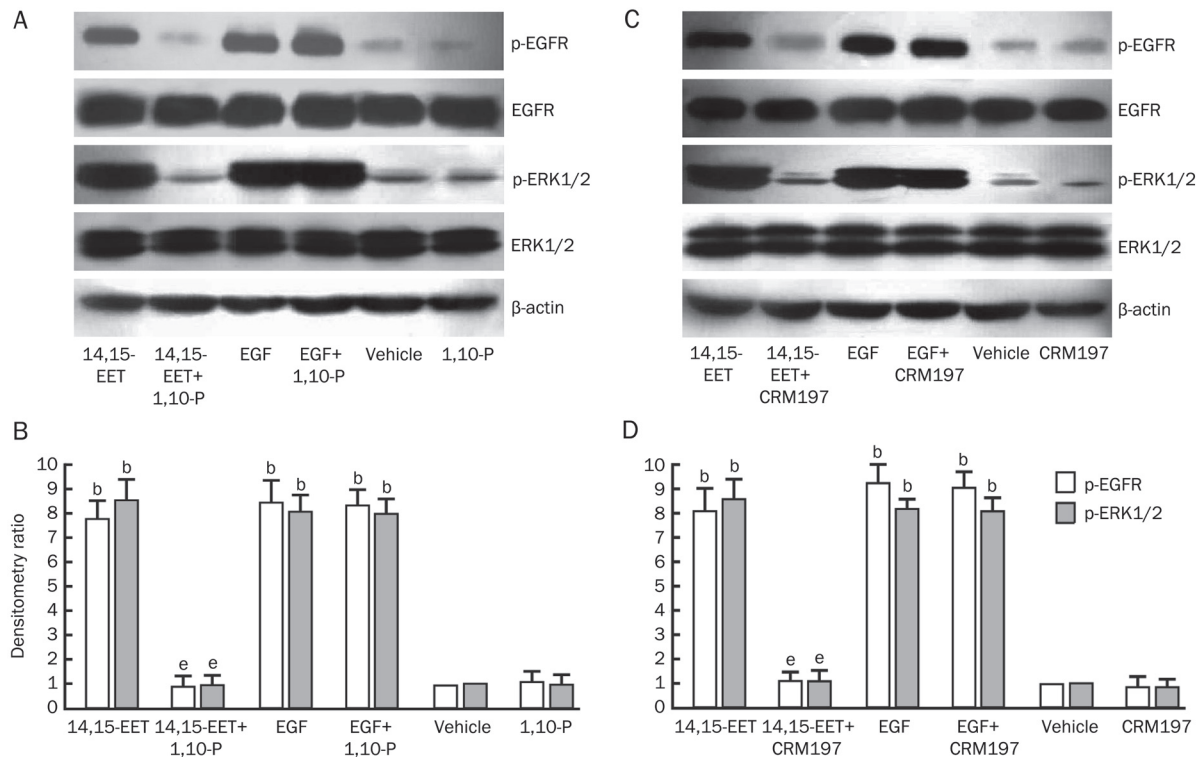 A
p-EGFR
EGFR
p-ERK1/2
ERK1/2
β-actin
14,15-
EET
14,15-
EET+
1,10-P
EGF
EGF+
1,10-P
Vehicle
1,10-P
C
p-EGFR
EGFR
p-ERK1/2
ERK1/2
β-actin
14,15-
EET
14,15-
EET+
CRM197
EGF
EGF+
CRM197
Vehicle
CRM197
B
Densitometry ratio
10
9
8
7
6
5
4
3
2
1
0
b
b
e
e
b
b
b
b
14,15-EET
14,15-EET+
1,10-P
EGF
EGF+
1,10-P
Vehicle
1,10-P
D
10
9
8
7
6
5
4
3
2
1
0
b
b
e
e
b
b
b
b
p-EGFR
p-ERK1/2
14,15-EET
14,15-EET+
CRM197
EGF
EGF+
CRM197
Vehicle
CRM197